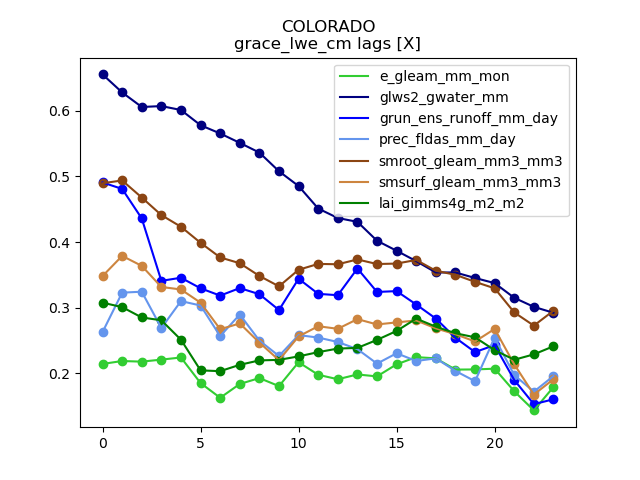 COLORADO
grace_lwe_cm lags [X]
e_gleam_mm_mon
glws2_gwater_mm
grun_ens_runoff_mm_day
prec_fldas_mm_day
smroot_gleam_mm3_mm3
smsurf_gleam_mm3_mm3
lai_gimms4g_m2_m2
0.6
0.5
0.4
0.3
0.2
0
5
10
15
20